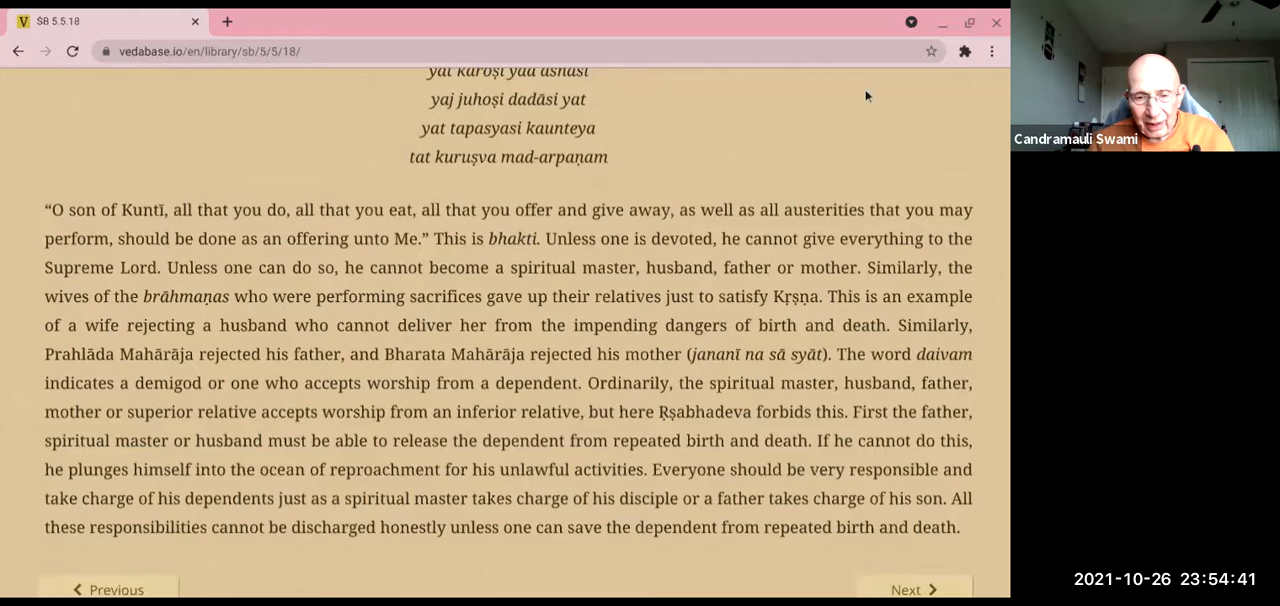 SB 5.5.18
vedabase.io/en/library/sb/5/5/18/
yat karoṣi yad aśnāsi
yaj juhoṣi dadāsi yat
yat tapasyasi kaunteya
tat kuruṣva mad-arpaṇam
“O son of Kuntī, all that you do, all that you eat, all that you offer and give away, as well as all austerities that you may
perform, should be done as an offering unto Me.” This is bhakti. Unless one is devoted, he cannot give everything to the
Supreme Lord. Unless one can do so, he cannot become a spiritual master, husband, father or mother. Similarly, the
wives of the brāhmaṇas who were performing sacrifices gave up their relatives just to satisfy Kṛṣṇa. This is an example
of a wife rejecting a husband who cannot deliver her from the impending dangers of birth and death. Similarly,
Prahlāda Mahārāja rejected his father, and Bharata Mahārāja rejected his mother (jananī na sā syāt). The word daivam
indicates a demigod or one who accepts worship from a dependent. Ordinarily, the spiritual master, husband, father,
mother or superior relative accepts worship from an inferior relative, but here Ṛṣabhadeva forbids this. First the father,
spiritual master or husband must be able to release the dependent from repeated birth and death. If he cannot do this,
he plunges himself into the ocean of reproachment for his unlawful activities. Everyone should be very responsible and
take charge of his dependents just as a spiritual master takes charge of his disciple or a father takes charge of his son. All
these responsibilities cannot be discharged honestly unless one can save the dependent from repeated birth and death.
Previous
Next
Candramauli Swami
2021-10-26 23:54:41